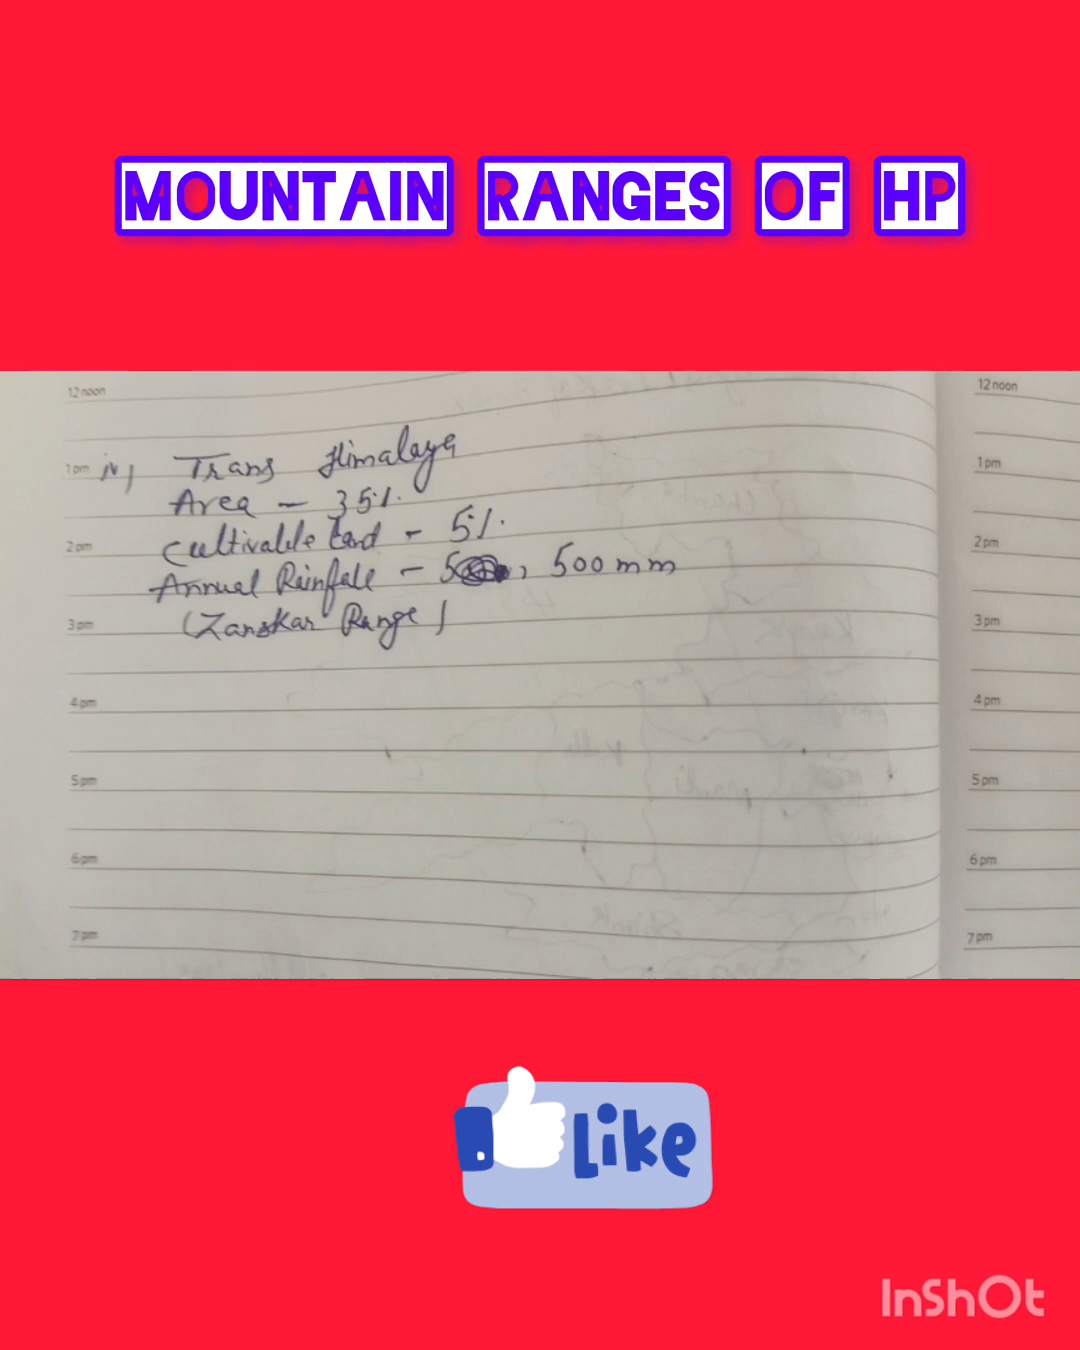 MOUNTAIN RANGES OF HP
12 noon
1 pm iv) Trans Himalaya
Area - 35%.
2 pm Cultivable Land - 5%.
Annual Rainfall - 5 , 500 mm
3 pm (Zanskar Range)
4 pm
5 pm
6 pm
7 pm
12 noon
1 pm
2 pm
3 pm
4 pm
5 pm
6 pm
7 pm
Like
InShOt